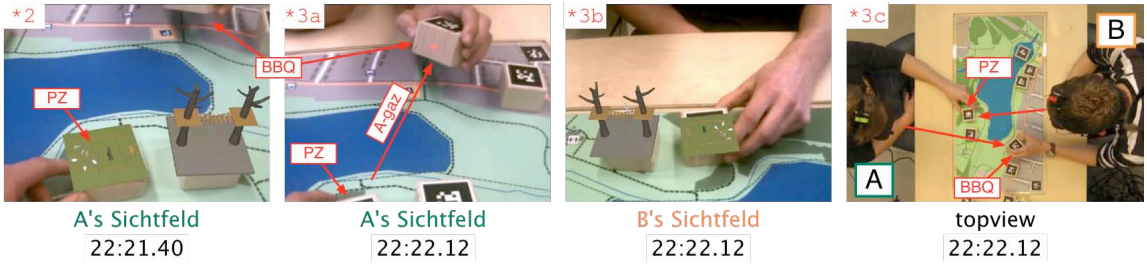 *2
BBQ
PZ
A's Sichtfeld
22:21.40
*3a
A-gaz
PZ
A's Sichtfeld
22:22.12
*3b
B's Sichtfeld
22:22.12
*3c
B
PZ
A
BBQ
topview
22:22.12